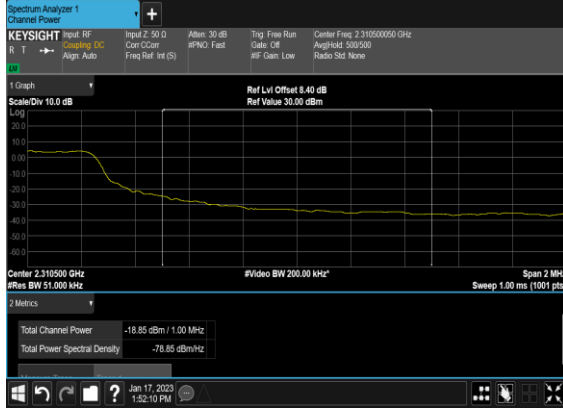 Spectrum Analyzer 1
Channel Power
+
KEYSIGHT
R T
Input: RF
Coupling: DC
Align: Auto
Input Z: 50 Ω
Corr CCorr
Freq Ref: Int (S)
Atten: 30 dB
#PNO: Fast
Trig: Free Run
Gate: Off
#IF Gain: Low
Center Freq: 2.310500050 GHz
Avg|Hold: 500/500
Radio Std: None
1 Graph
Scale/Div 10.0 dB
Ref Lvl Offset 8.40 dB
Ref Value 30.00 dBm
Log
20.0
10.0
0.00
-10.0
-20.0
-30.0
-40.0
-50.0
-60.0
Center 2.310500 GHz
#Res BW 51.000 kHz
#Video BW 200.00 kHz*
Span 2 MHz
Sweep 1.00 ms (1001 pts
2 Metrics
Total Channel Power -18.85 dBm / 1.00 MHz
Total Power Spectral Density -78.85 dBm/Hz
?
Jan 17, 2023
1:52:10 PM